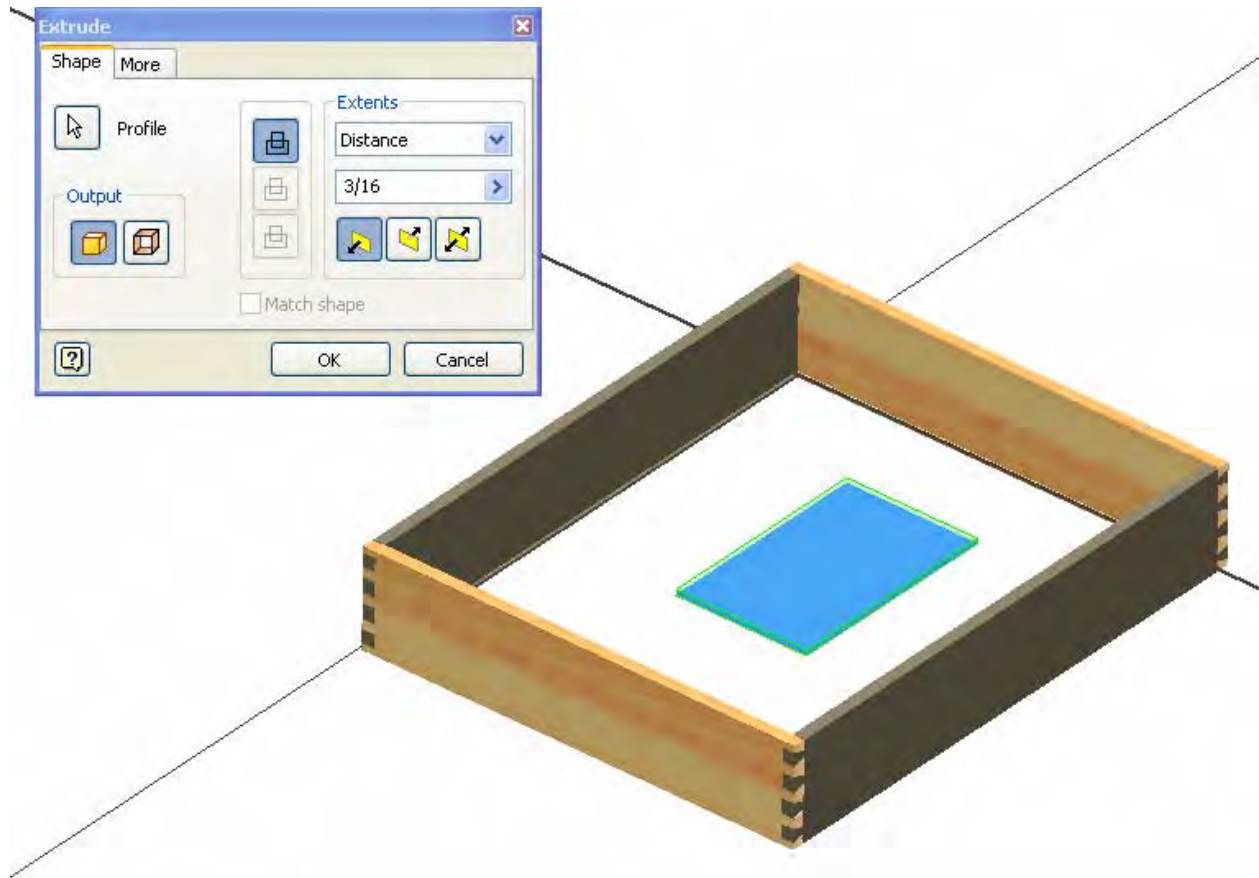 Extrude
Shape More
Profile
Extents
Distance
3/16
Output
Match shape
OK Cancel